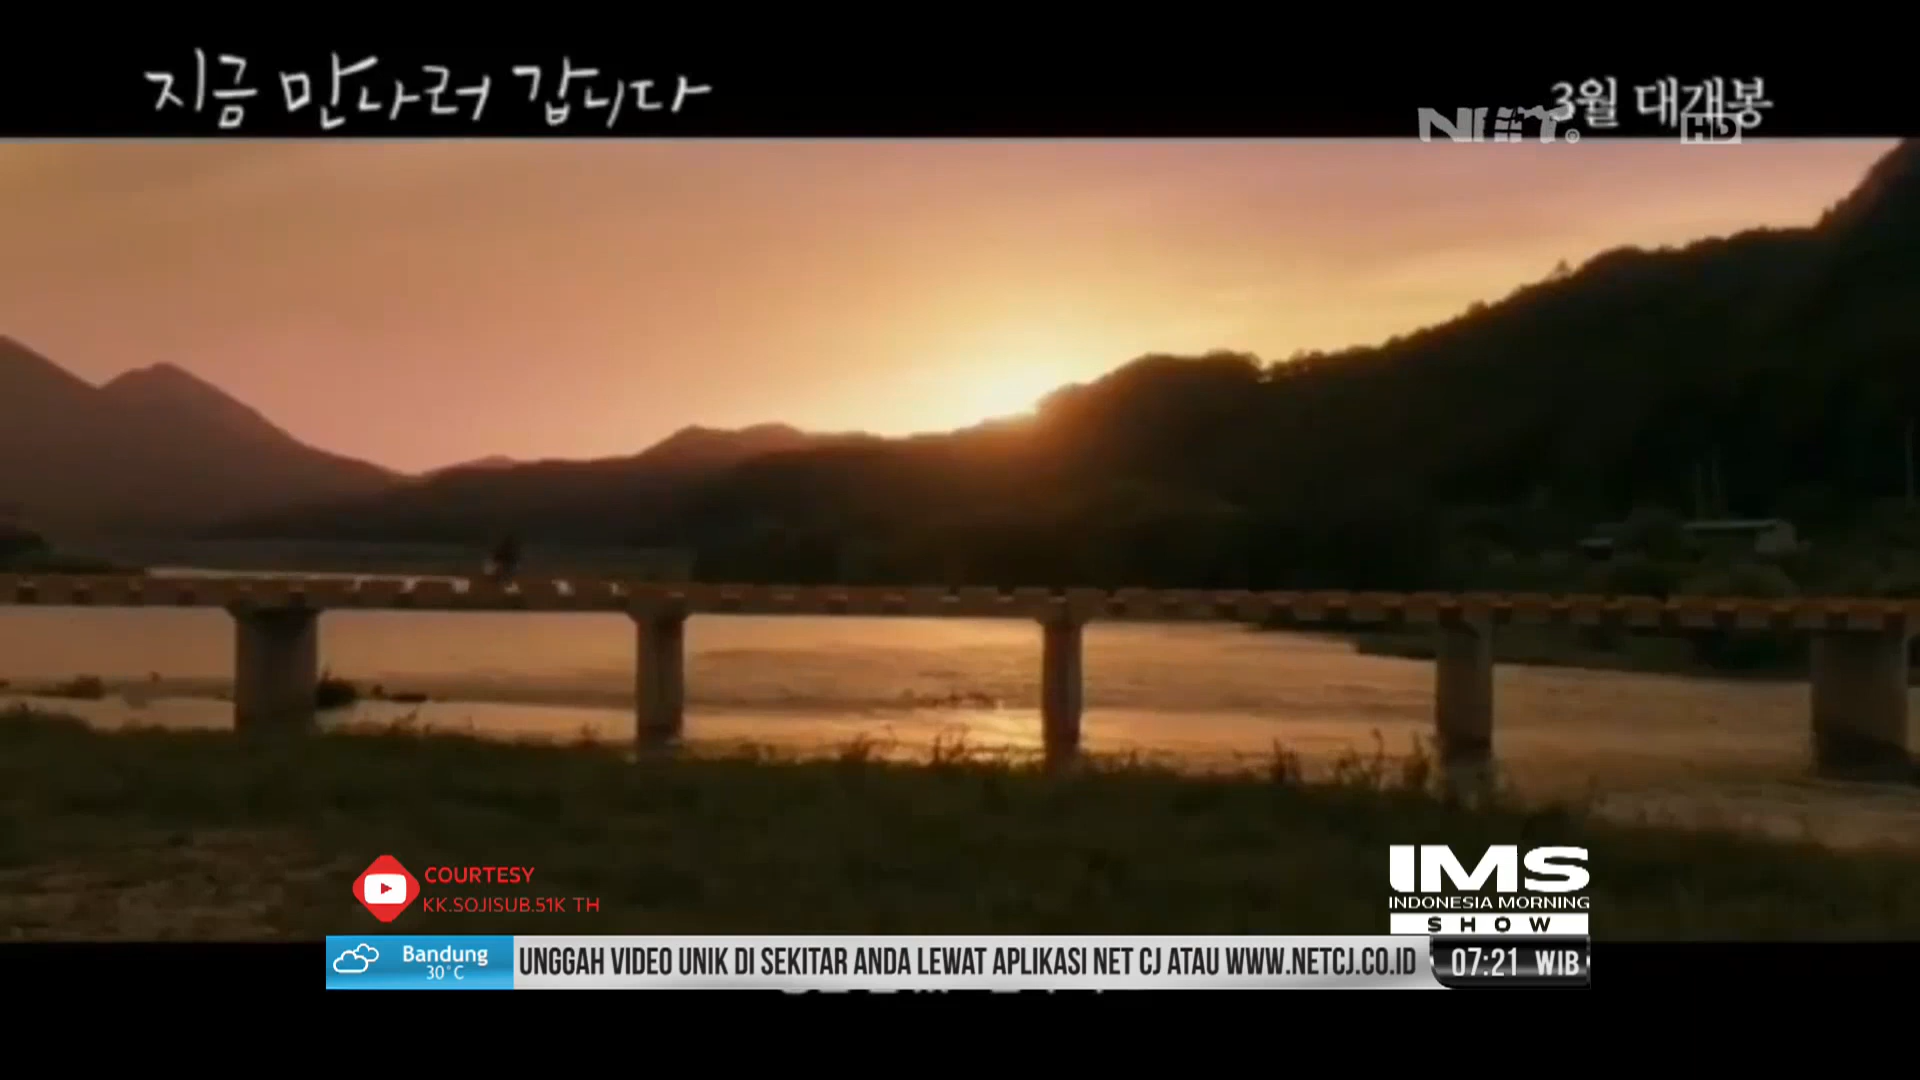 지금 만나러 갑니다
3월 대개봉
NET.
HD
COURTESY
KK.SOJISUB.51K TH
IMS
INDONESIA MORNING
SHOW
Bandung
30°C
UNGGAH VIDEO UNIK DI SEKITAR ANDA LEWAT APLIKASI NET CJ ATAU WWW.NETCJ.CO.ID
07:21 WIB